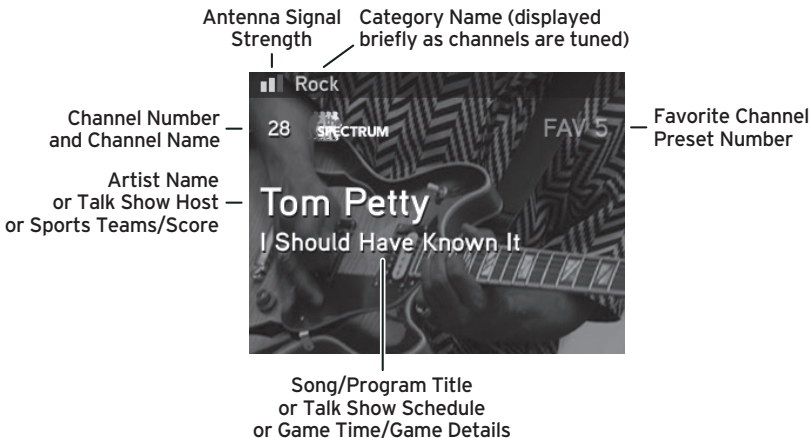 Antenna Signal
Strength
Category Name (displayed
briefly as channels are tuned)
Rock
Channel Number
and Channel Name
28
SPECTRUM
FAV 5
Favorite Channel
Preset Number
Artist Name
or Talk Show Host
or Sports Teams/Score
Tom Petty
I Should Have Known It
Song/Program Title
or Talk Show Schedule
or Game Time/Game Details